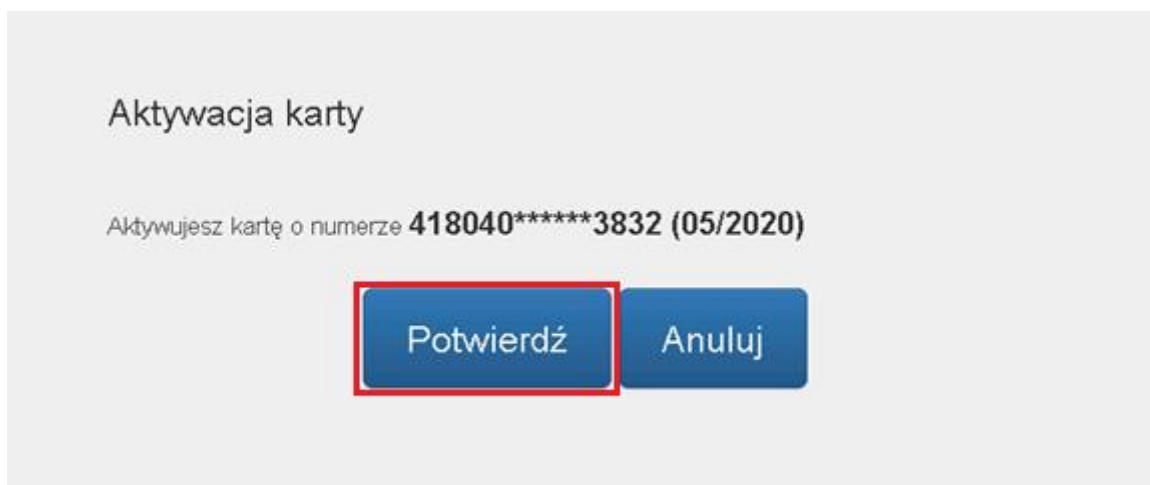 Aktywacja karty
Aktywujesz kartę o numerze 418040******3832 (05/2020)
Potwierdź Anuluj